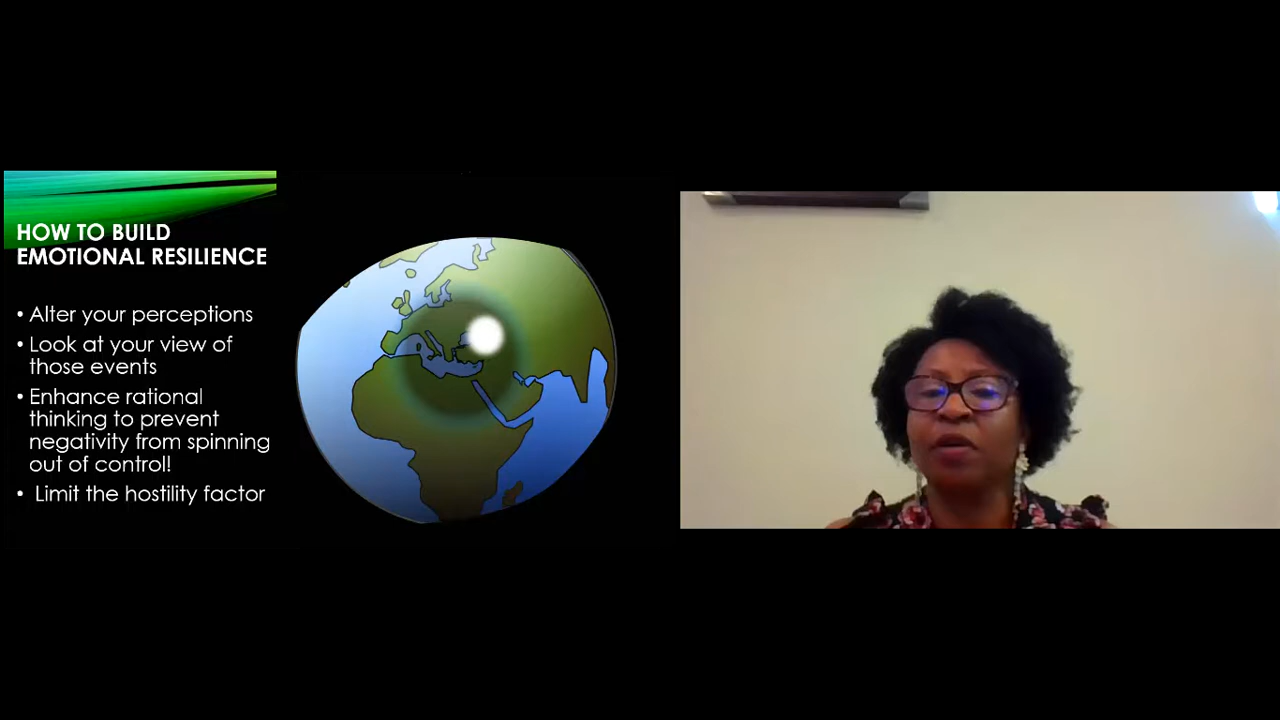 HOW TO BUILD
EMOTIONAL RESILIENCE
• Alter your perceptions
• Look at your view of
those events
• Enhance rational
thinking to prevent
negativity from spinning
out of control!
• Limit the hostility factor